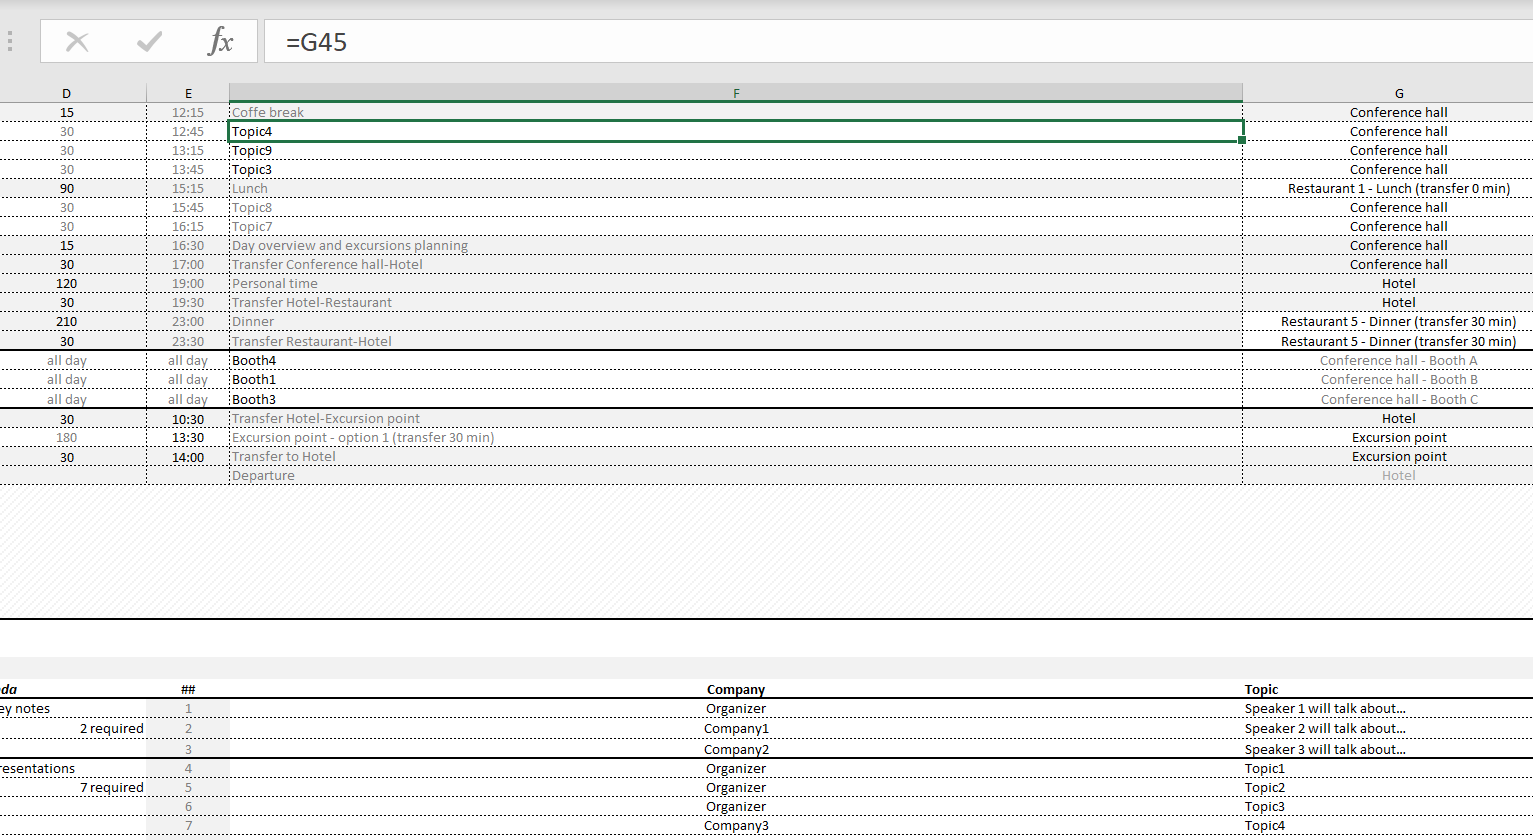 fx =G45
D E F G
15 12:15 Coffe break Conference hall
30 12:45 Topic4 Conference hall
30 13:15 Topic9 Conference hall
30 13:45 Topic3 Conference hall
90 15:15 Lunch Restaurant 1 - Lunch (transfer 0 min)
30 15:45 Topic8 Conference hall
30 16:15 Topic7 Conference hall
15 16:30 Day overview and excursions planning Conference hall
30 17:00 Transfer Conference hall-Hotel Conference hall
120 19:00 Personal time Hotel
30 19:30 Transfer Hotel-Restaurant Hotel
210 23:00 Dinner Restaurant 5 - Dinner (transfer 30 min)
30 23:30 Transfer Restaurant-Hotel Restaurant 5 - Dinner (transfer 30 min)
all day all day Booth4 Conference hall - Booth A
all day all day Booth1 Conference hall - Booth B
all day all day Booth3 Conference hall - Booth C
30 10:30 Transfer Hotel-Excursion point Hotel
180 13:30 Excursion point - option 1 (transfer 30 min) Excursion point
30 14:00 Transfer to Hotel Excursion point
Departure Hotel
da ## Company Topic
ey notes 1 Organizer Speaker 1 will talk about...
2 required 2 Company1 Speaker 2 will talk about...
3 Company2 Speaker 3 will talk about...
resentations 4 Organizer Topic1
7 required 5 Organizer Topic2
6 Organizer Topic3
7 Company3 Topic4